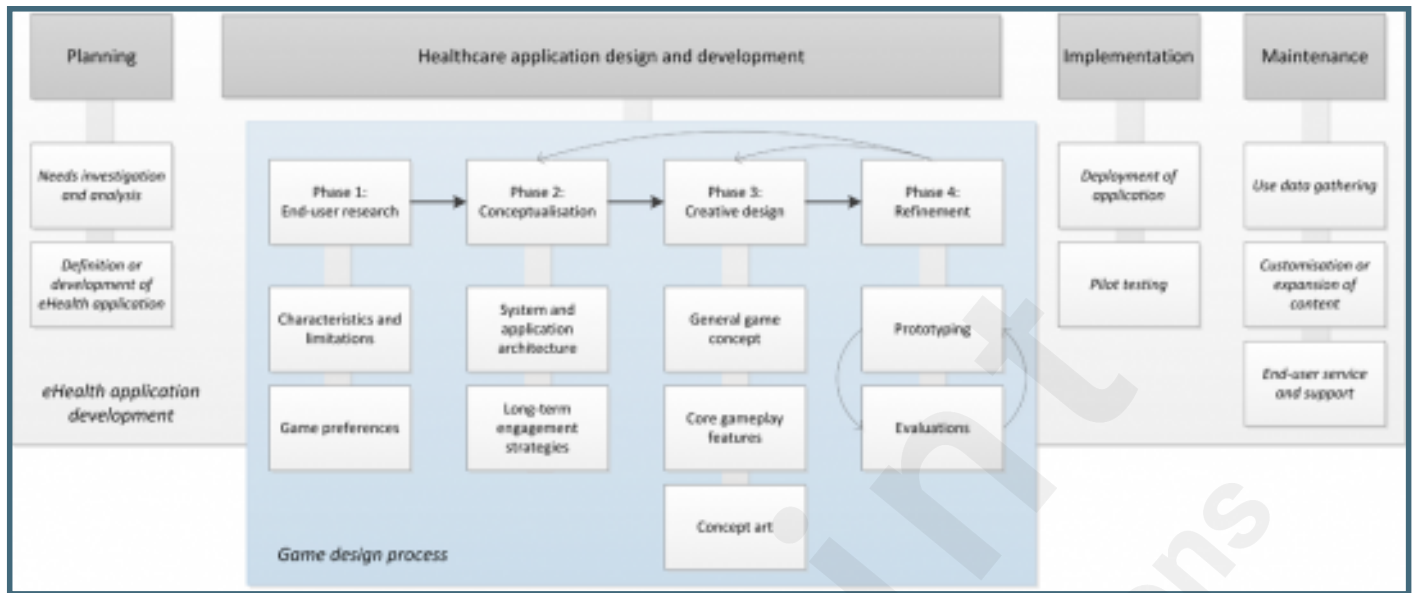 Planning
Healthcare application design and development
Implementation
Maintenance
Needs investigation
and analysis
Definition or
development of
eHealth application
eHealth application
development
Phase 1:
End-user research
Characteristics and
limitations
Game preferences
Phase 2:
Conceptualisation
System and
application
architecture
Long-term
engagement
strategies
Phase 3:
Creative design
General game
concept
Core gameplay
features
Concept art
Phase 4:
Refinement
Prototyping
Evaluations
Game design process
Deployment of
application
Pilot testing
Use data gathering
Customisation or
expansion of
content
End-user service
and support
int
ons